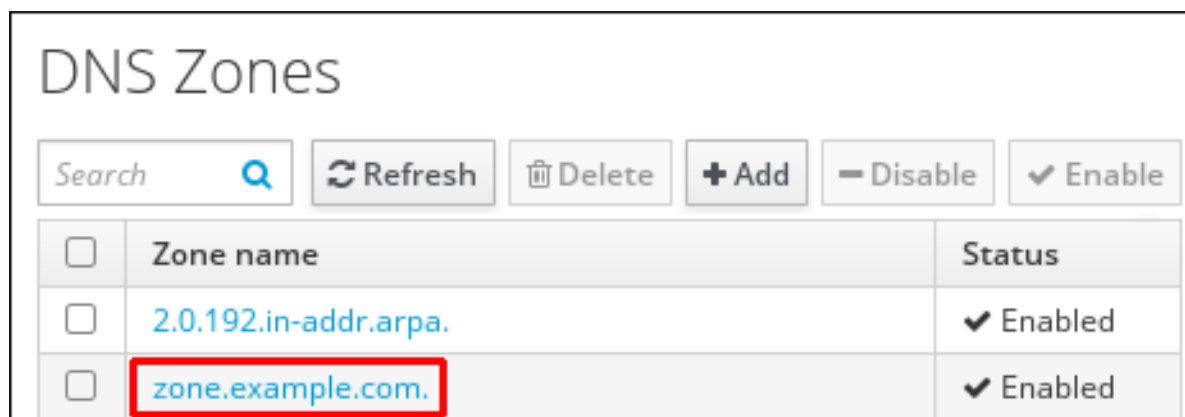 DNS Zones
Search Refresh Delete Add Disable Enable
Zone name Status
2.0.192.in-addr.arpa. Enabled
zone.example.com. Enabled